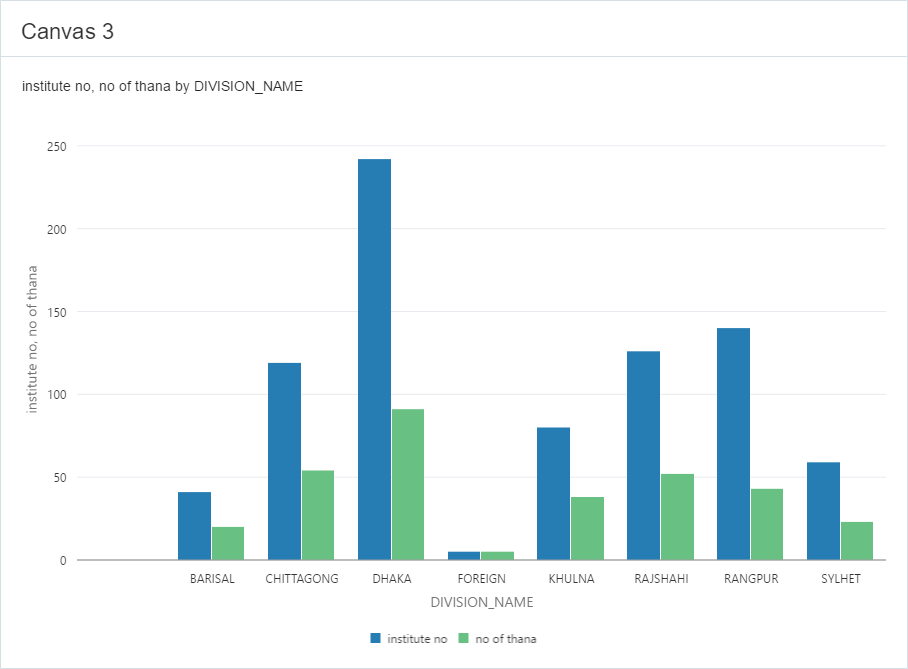 Canvas 3
institute no, no of thana by DIVISION_NAME
institute no, no of thana
250
200
150
100
50
0
BARISAL CHITTAGONG DHAKA FOREIGN KHULNA RAJSHAHI RANGPUR SYLHET
DIVISION_NAME
institute no no of thana